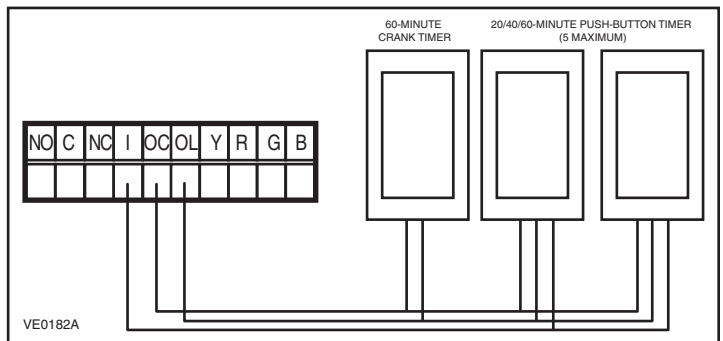 60-MINUTE
CRANK TIMER
20/40/60-MINUTE PUSH-BUTTON TIMER
(5 MAXIMUM)
NO C NC I OC OL Y R G B
VE0182A